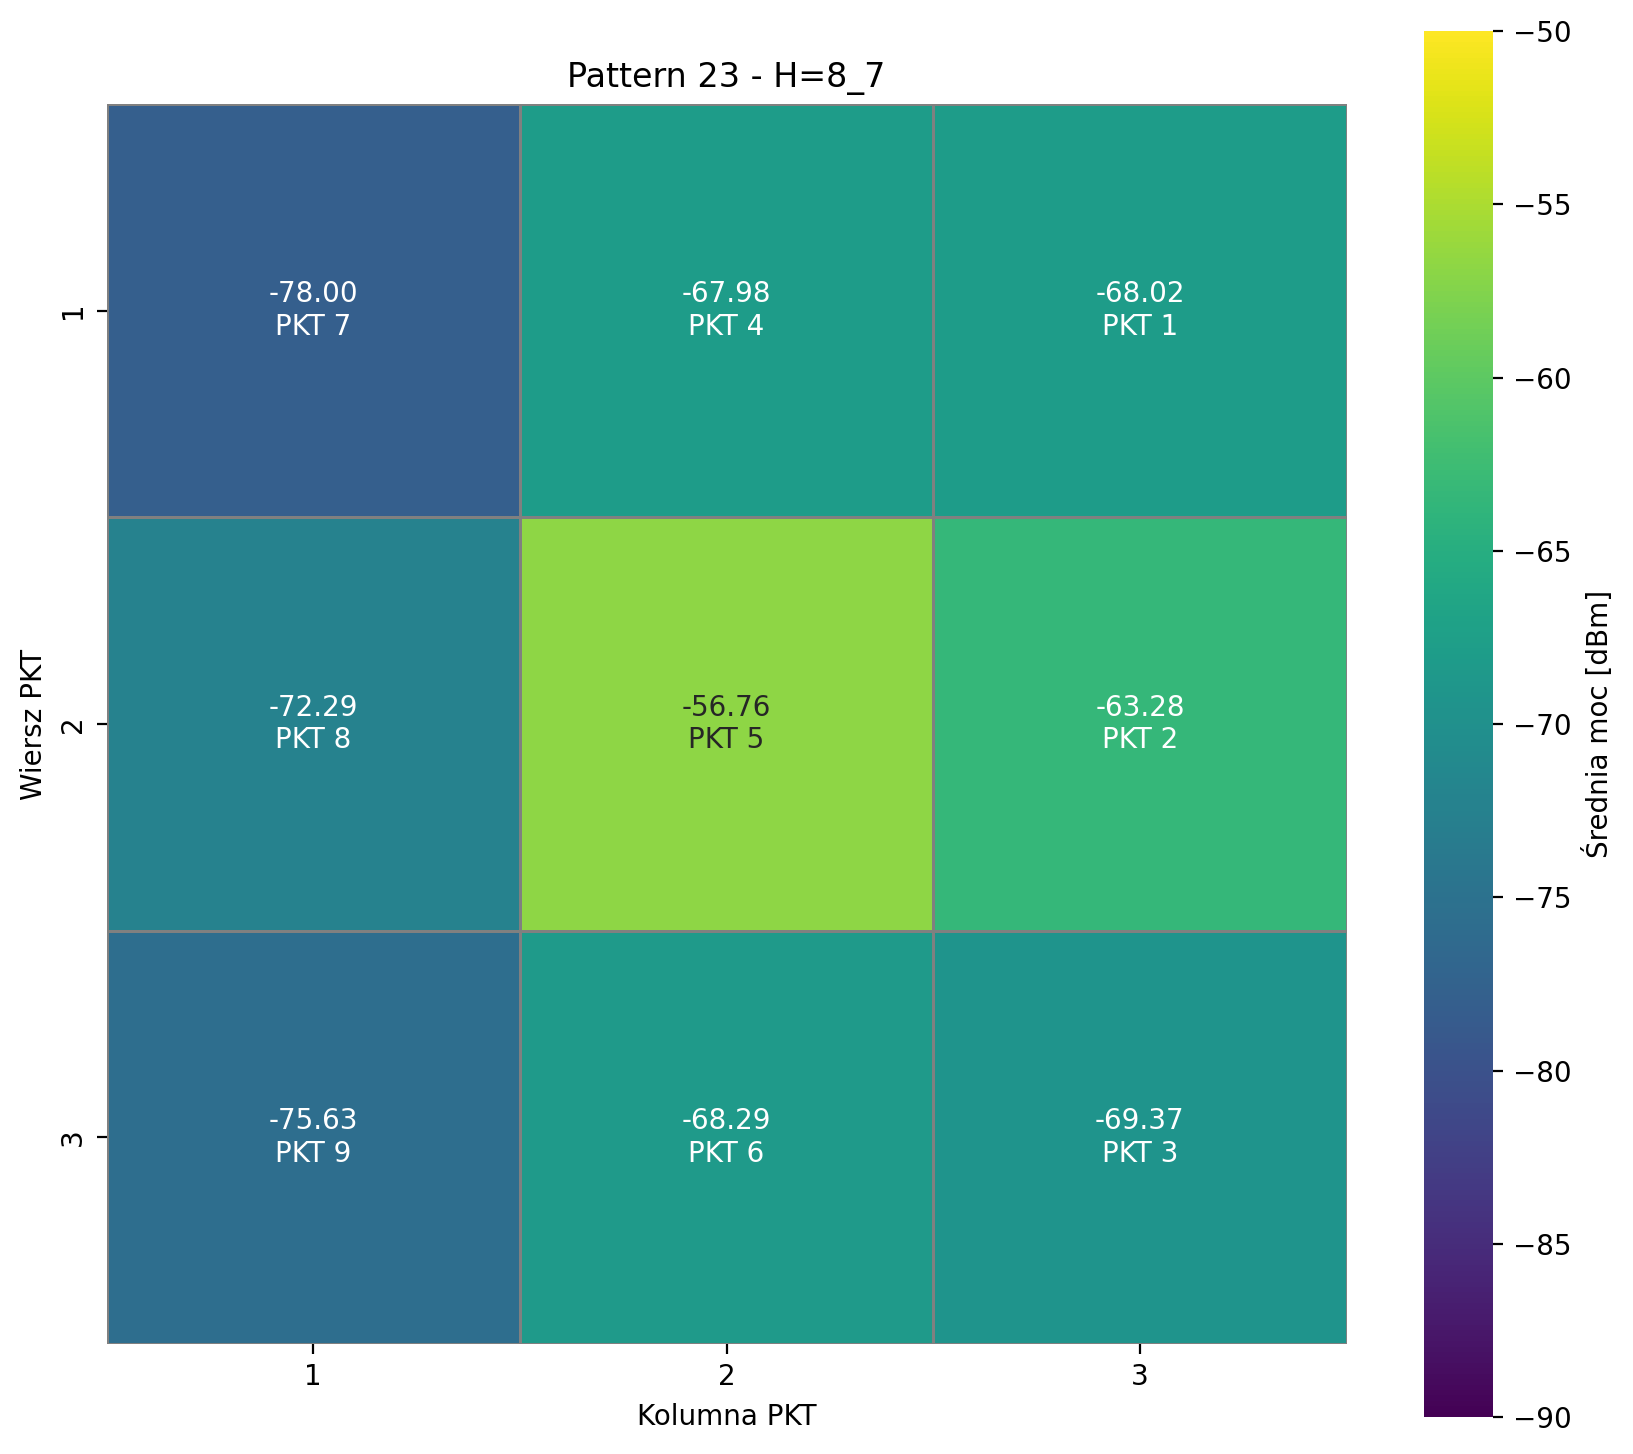 Pattern 23 - H=8_7
-78.00
PKT 7
-67.98
PKT 4
-68.02
PKT 1
-72.29
PKT 8
-56.76
PKT 5
-63.28
PKT 2
-75.63
PKT 9
-68.29
PKT 6
-69.37
PKT 3
1
2
3
Wiersz PKT
1
2
3
Kolumna PKT
−50
−55
−60
−65
−70
−75
−80
−85
−90
Średnia moc [dBm]